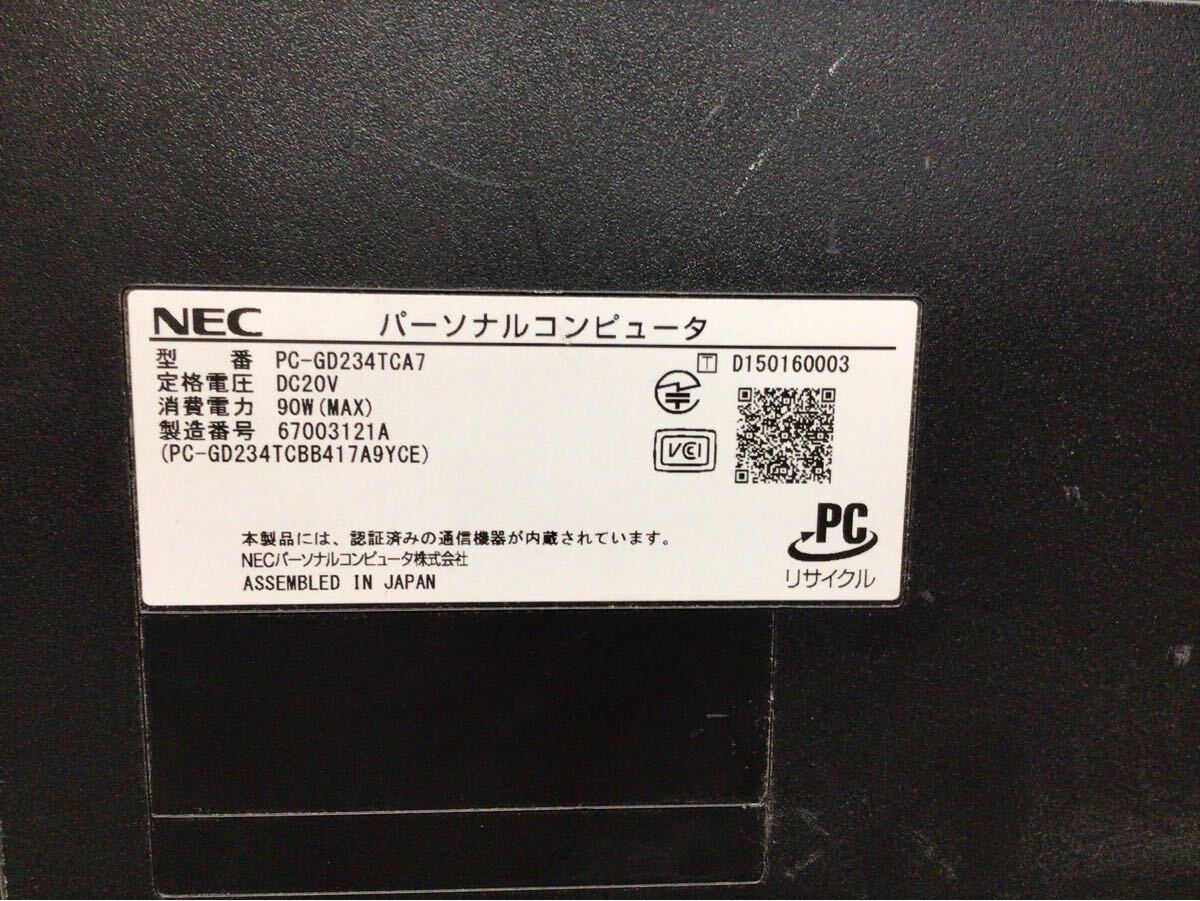 NEC パーソナルコンピュータ
型 番 PC-GD234TCA7
定格電圧 DC20V
消費電力 90W(MAX)
製造番号 67003121A
(PC-GD234TCBB417A9YCE)
T D150160003
VCI
本製品には、認証済みの通信機器が内蔵されています。
NECパーソナルコンピュータ株式会社
ASSEMBLED IN JAPAN
PC
リサイクル